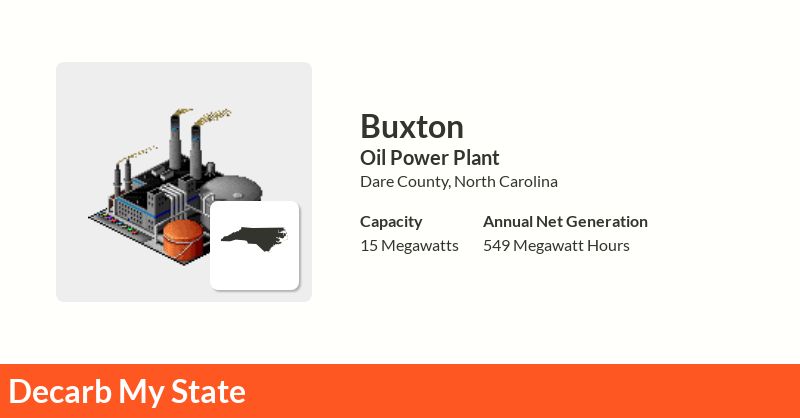 Buxton
Oil Power Plant
Dare County, North Carolina
Capacity
15 Megawatts
Annual Net Generation
549 Megawatt Hours
Decarb My State